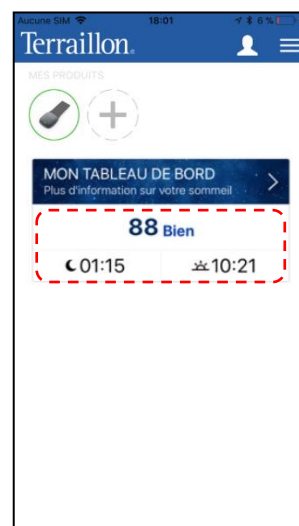 Aucune SIM 18:01 6 %
Terraillon.
MES PRODUITS
MON TABLEAU DE BORD
Plus d'information sur votre sommeil
88 Bien
01:15 10:21